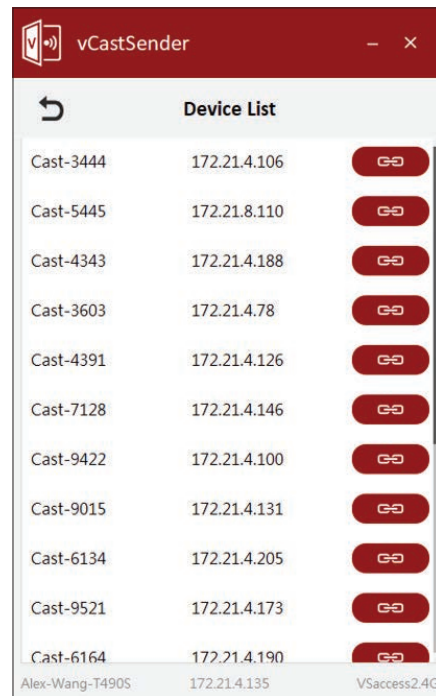 V vCastSender
Device List
Cast-3444 172.21.4.106
Cast-5445 172.21.8.110
Cast-4343 172.21.4.188
Cast-3603 172.21.4.78
Cast-4391 172.21.4.126
Cast-7128 172.21.4.146
Cast-9422 172.21.4.100
Cast-9015 172.21.4.131
Cast-6134 172.21.4.205
Cast-9521 172.21.4.173
Cast-6164 172.21.4.190
Alex-Wang-T490S 172.21.4.135 VSaccess2.4G